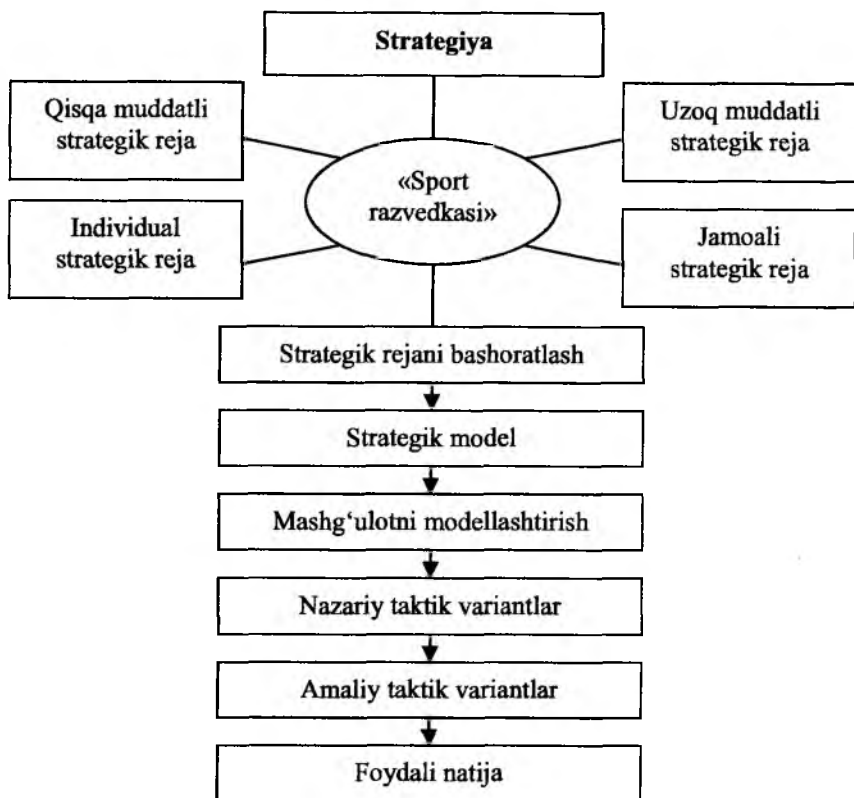 Strategiya
Qisqa muddatli
strategik reja
Uzoq muddatli
strategik reja
«Sport
razvedkasi»
Individual
strategik reja
Jamoali
strategik reja
Strategik rejani bashoratlash
Strategik model
Mashg‘ulotni modellashtirish
Nazariy taktik variantlar
Amaliy taktik variantlar
Foydali natija